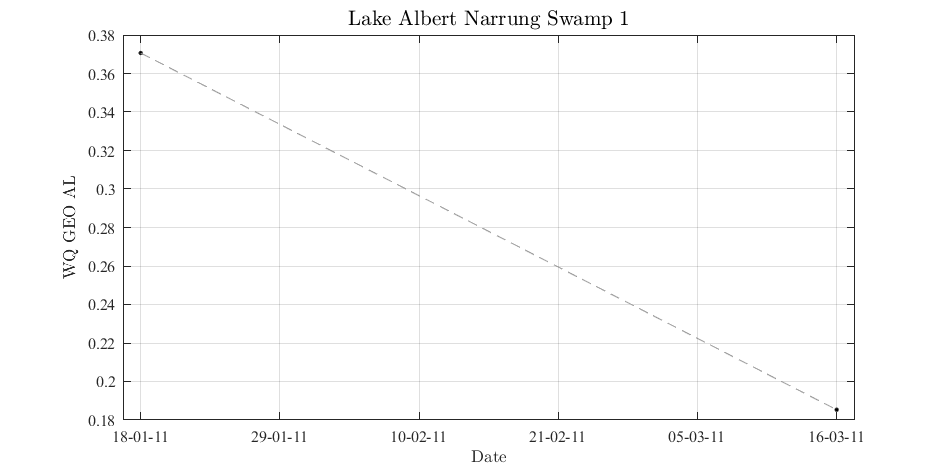 Lake Albert Narrung Swamp 1
WQ GEO AL
0.38
0.36
0.34
0.32
0.3
0.28
0.26
0.24
0.22
0.2
0.18
18-01-11 29-01-11 10-02-11 21-02-11 05-03-11 16-03-11
Date